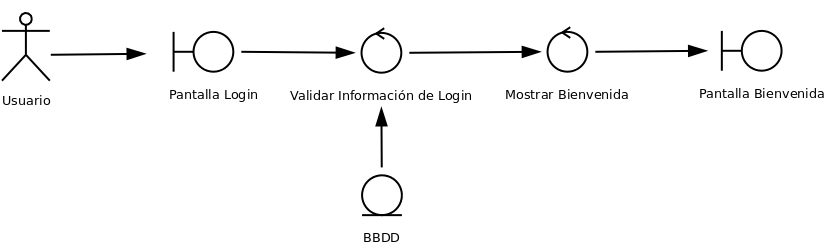 Usuario
Pantalla Login
Validar Información de Login
Mostrar Bienvenida
Pantalla Bienvenida
BBDD